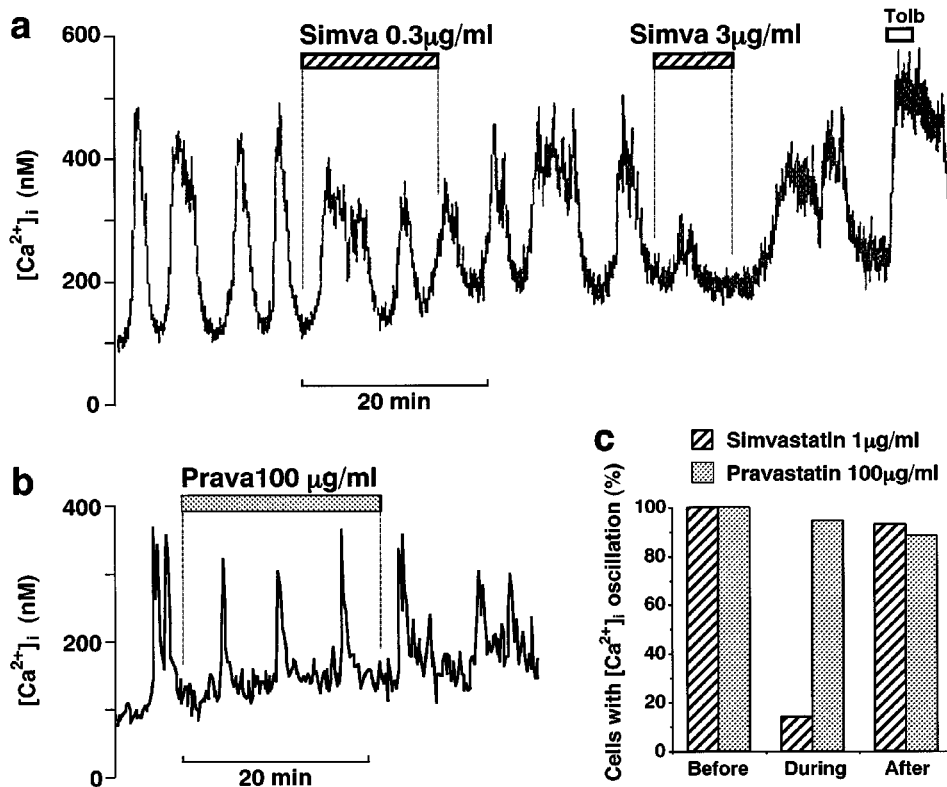 a
Simva 0.3μg/ml
Simva 3μg/ml
Tolb
600
400
200
0
[Ca2+]i (nM)
20 min
b
Prava100 μg/ml
400
200
0
[Ca2+]i (nM)
20 min
c
Simvastatin 1μg/ml
Pravastatin 100μg/ml
Cells with [Ca2+]i oscillation (%)
100
80
60
40
20
0
Before During After